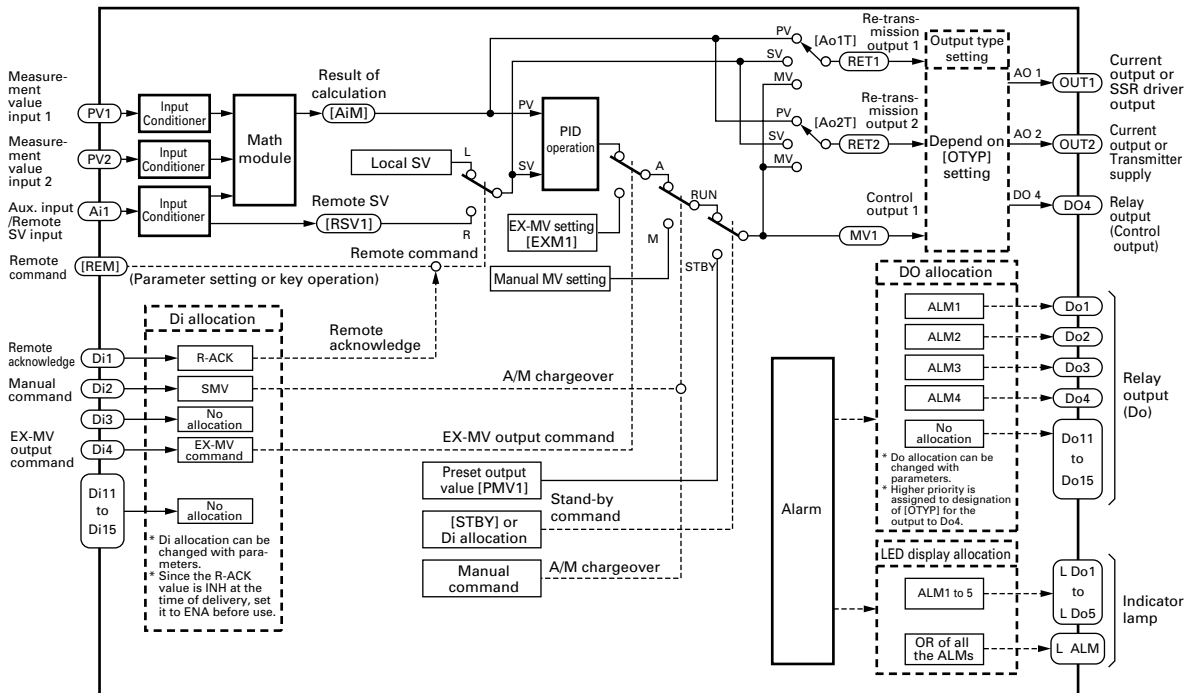 Measure-
ment
value
input 1
PV1
Input
Conditioner
Measure-
ment
value
input 2
PV2
Input
Conditioner
Aux. input
/Remote
SV input
Ai1
Input
Conditioner
Math
module
Result of
calculation
[AiM]
Local SV
L
Remote SV
[RSV1]
R
PV
SV
PID
operation
Remote
command
[REM]
(Parameter setting or key operation)
Remote command
EX-MV setting
[EXM1]
Manual MV setting
A
M
RUN
STBY
PV
SV
MV
[Ao1T]
Re-trans-
mission
output 1
RET1
PV
SV
MV
[Ao2T]
Re-trans-
mission
output 2
RET2
Control
output 1
MV1
Output type
setting
Depend on
[OTYP]
setting
AO 1
OUT1
Current
output or
SSR driver
output
AO 2
OUT2
Current
output or
Transmitter
supply
DO 4
DO4
Relay
output
(Control
output)
Di allocation
Remote
acknowledge
Di1
R-ACK
Remote
acknowledge
Manual
command
Di2
SMV
A/M chargeover
Di3
No
allocation
EX-MV
output
command
Di4
EX-MV
command
EX-MV output command
Di11
to
Di15
No
allocation
* Di allocation can be
changed with para-
meters.
* Since the R-ACK
value is INH at the
time of delivery, set
it to ENA before use.
Preset output
value [PMV1]
Stand-by
command
[STBY] or
Di allocation
Manual
command
A/M chargeover
Alarm
DO allocation
ALM1
Do1
ALM2
Do2
ALM3
Do3
ALM4
Do4
No
allocation
Do11
to
Do15
Relay
output
(Do)
* Do allocation can be
changed with
parameters.
* Higher priority is
assigned to designation
of [OTYP] for the
output to Do4.
LED display allocation
ALM1 to 5
L Do1
to
L Do5
OR of all
the ALMs
L ALM
Indicator
lamp